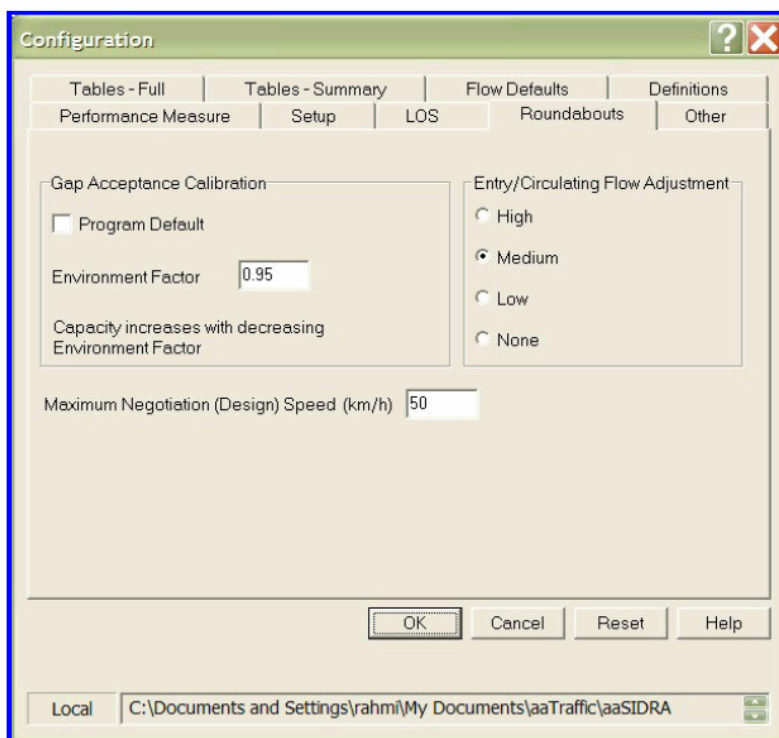 Configuration
Tables - Full
Tables - Summary
Flow Defaults
Definitions
Performance Measure
Setup
LOS
Roundabouts
Other
Gap Acceptance Calibration
Program Default
Environment Factor
0.95
Capacity increases with decreasing
Environment Factor
Entry/Circulating Flow Adjustment
High
Medium
Low
None
Maximum Negotiation (Design) Speed (km/h)
50
OK
Cancel
Reset
Help
Local
C:\Documents and Settings\rahmi\My Documents\aaTraffic\aaSIDRA